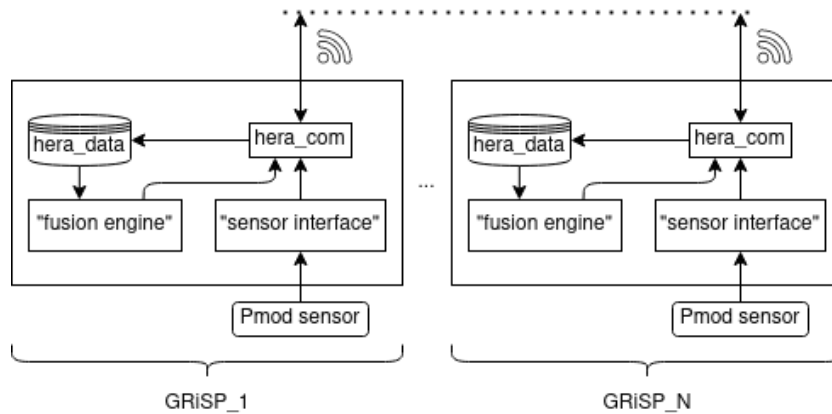 hera_data
hera_com
"fusion engine"
"sensor interface"
Pmod sensor
GRiSP_1
...
hera_data
hera_com
"fusion engine"
"sensor interface"
Pmod sensor
GRiSP_N